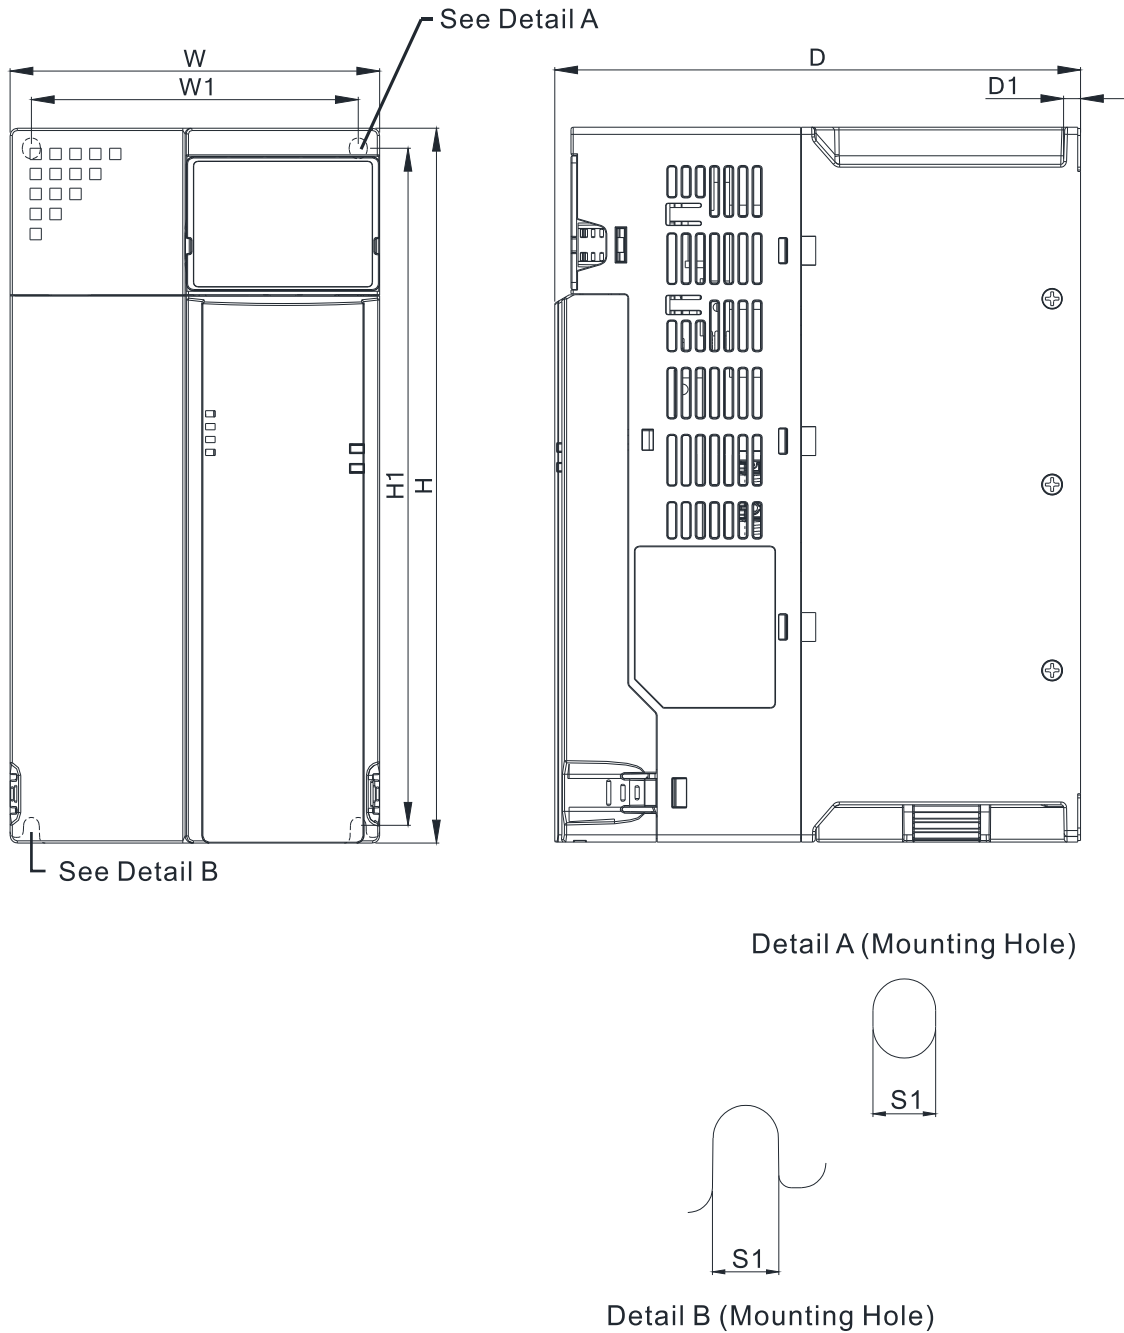 See Detail A
W
W1
D
D1
H1
H
See Detail B
Detail A (Mounting Hole)
S1
S1
Detail B (Mounting Hole)